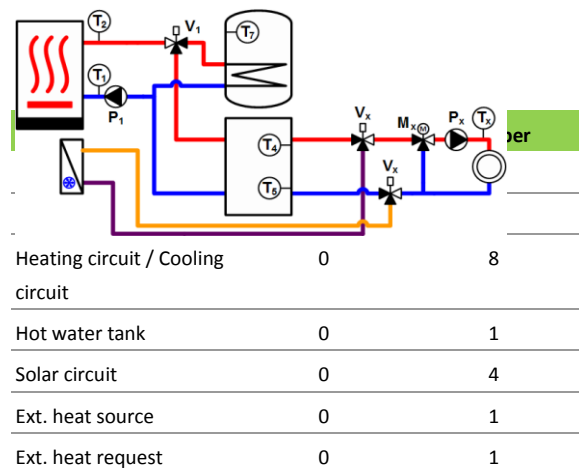 T2
V1
T7
T1
P1
Vx
Mx
M
Px
Tx
T4
Vx
T5
ber
Heating circuit / Cooling 0 8
circuit
Hot water tank 0 1
Solar circuit 0 4
Ext. heat source 0 1
Ext. heat request 0 1